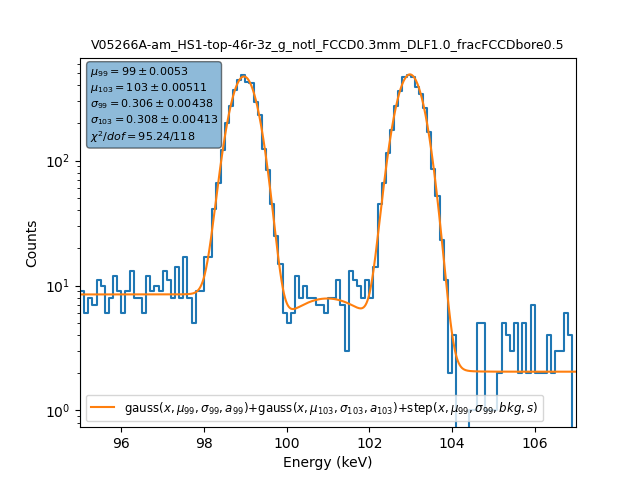 V05266A-am_HS1-top-46r-3z_g_notl_FCCD0.3mm_DLF1.0_fracFCCDbore0.5
μ₉₉ = 99 ± 0.0053
μ₁₀₃ = 103 ± 0.00511
σ₉₉ = 0.306 ± 0.00438
σ₁₀₃ = 0.308 ± 0.00413
χ²/dof = 95.24/118
10²
10¹
10⁰
Counts
gauss(x, μ₉₉, σ₉₉, a₉₉)+gauss(x, μ₁₀₃, σ₁₀₃, a₁₀₃)+step(x, μ₉₉, σ₉₉, bkg, s)
96 98 100 102 104 106
Energy (keV)